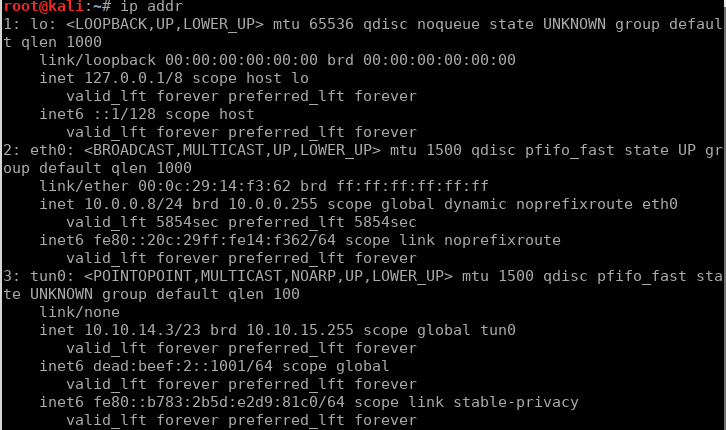 root@kali:~# ip addr
1: lo: <LOOPBACK,UP,LOWER_UP> mtu 65536 qdisc noqueue state UNKNOWN group defaul
t qlen 1000
    link/loopback 00:00:00:00:00:00 brd 00:00:00:00:00:00
    inet 127.0.0.1/8 scope host lo
       valid_lft forever preferred_lft forever
    inet6 ::1/128 scope host
       valid_lft forever preferred_lft forever
2: eth0: <BROADCAST,MULTICAST,UP,LOWER_UP> mtu 1500 qdisc pfifo_fast state UP gr
oup default qlen 1000
    link/ether 00:0c:29:14:f3:62 brd ff:ff:ff:ff:ff:ff
    inet 10.0.0.8/24 brd 10.0.0.255 scope global dynamic noprefixroute eth0
       valid_lft 5854sec preferred_lft 5854sec
    inet6 fe80::20c:29ff:fe14:f362/64 scope link noprefixroute
       valid_lft forever preferred_lft forever
3: tun0: <POINTOPOINT,MULTICAST,NOARP,UP,LOWER_UP> mtu 1500 qdisc pfifo_fast sta
te UNKNOWN group default qlen 100
    link/none
    inet 10.10.14.3/23 brd 10.10.15.255 scope global tun0
       valid_lft forever preferred_lft forever
    inet6 dead:beef:2::1001/64 scope global
       valid_lft forever preferred_lft forever
    inet6 fe80::b783:2b5d:e2d9:81c0/64 scope link stable-privacy
       valid_lft forever preferred_lft forever